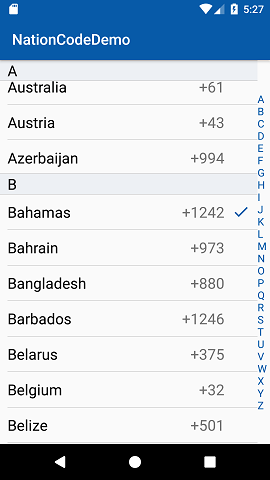 5:27
NationCodeDemo
A
Australia +61
Austria +43
Azerbaijan +994
B
Bahamas +1242
Bahrain +973
Bangladesh +880
Barbados +1246
Belarus +375
Belgium +32
Belize +501
A
B
C
D
E
F
G
H
I
J
K
L
M
N
O
P
Q
R
S
T
U
V
W
X
Y
Z